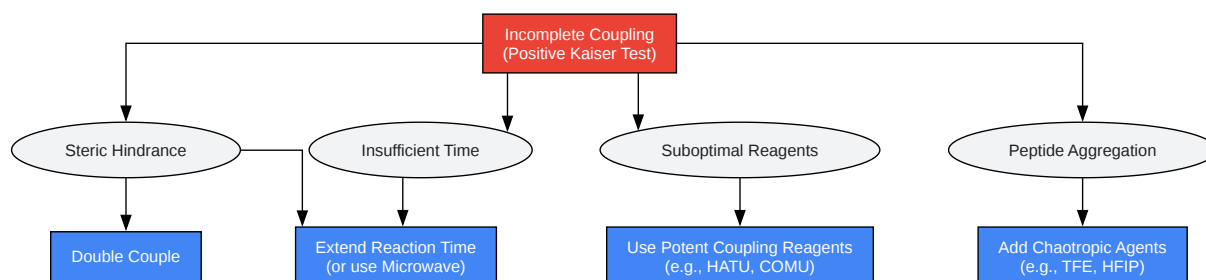 Incomplete Coupling
(Positive Kaiser Test)
Steric Hindrance
Insufficient Time
Suboptimal Reagents
Peptide Aggregation
Double Couple
Extend Reaction Time
(or use Microwave)
Use Potent Coupling Reagents
(e.g., HATU, COMU)
Add Chaotropic Agents
(e.g., TFE, HFIP)